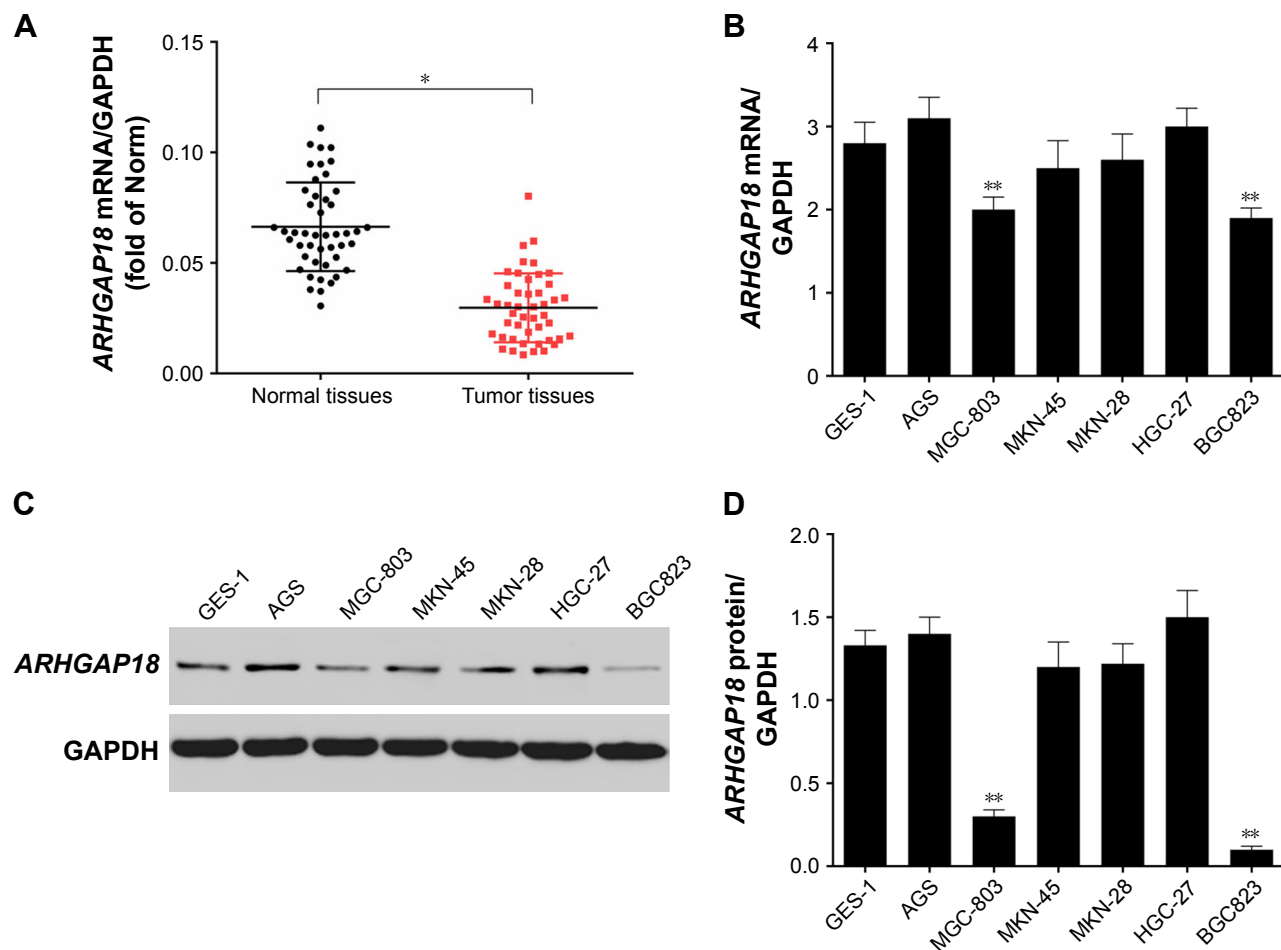 A
ARHGAP18 mRNA/GAPDH
(fold of Norm)
0.15
0.10
0.05
0.00
*
Normal tissues
Tumor tissues
B
ARHGAP18 mRNA/
GAPDH
4
3
2
1
0
**
**
GES-1
AGS
MGC-803
MKN-45
MKN-28
HGC-27
BGC823
C
GES-1
AGS
MGC-803
MKN-45
MKN-28
HGC-27
BGC823
ARHGAP18
GAPDH
D
ARHGAP18 protein/
GAPDH
2.0
1.5
1.0
0.5
0.0
**
**
GES-1
AGS
MGC-803
MKN-45
MKN-28
HGC-27
BGC823